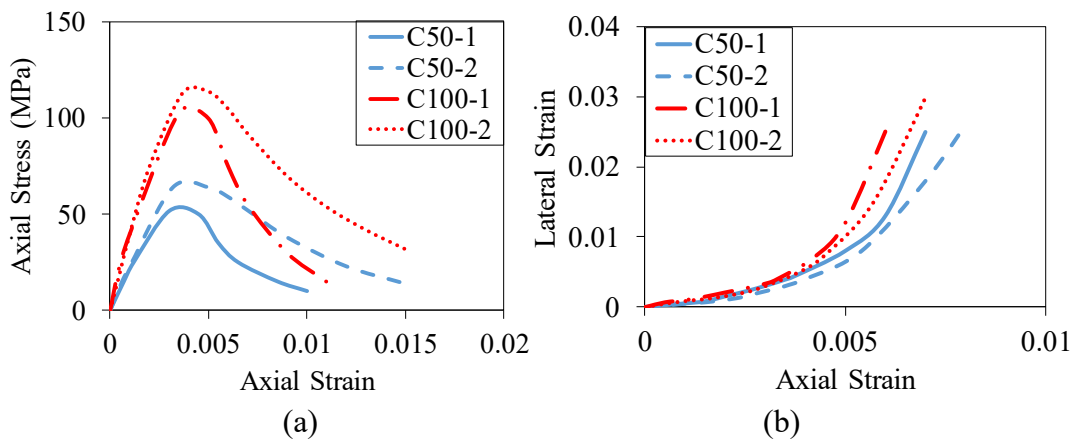 150
100
50
0
Axial Stress (MPa)
0
0.005
0.01
0.015
0.02
Axial Strain
C50-1
C50-2
C100-1
C100-2
(a)
0.04
0.03
0.02
0.01
0
Lateral Strain
0
0.005
0.01
Axial Strain
C50-1
C50-2
C100-1
C100-2
(b)